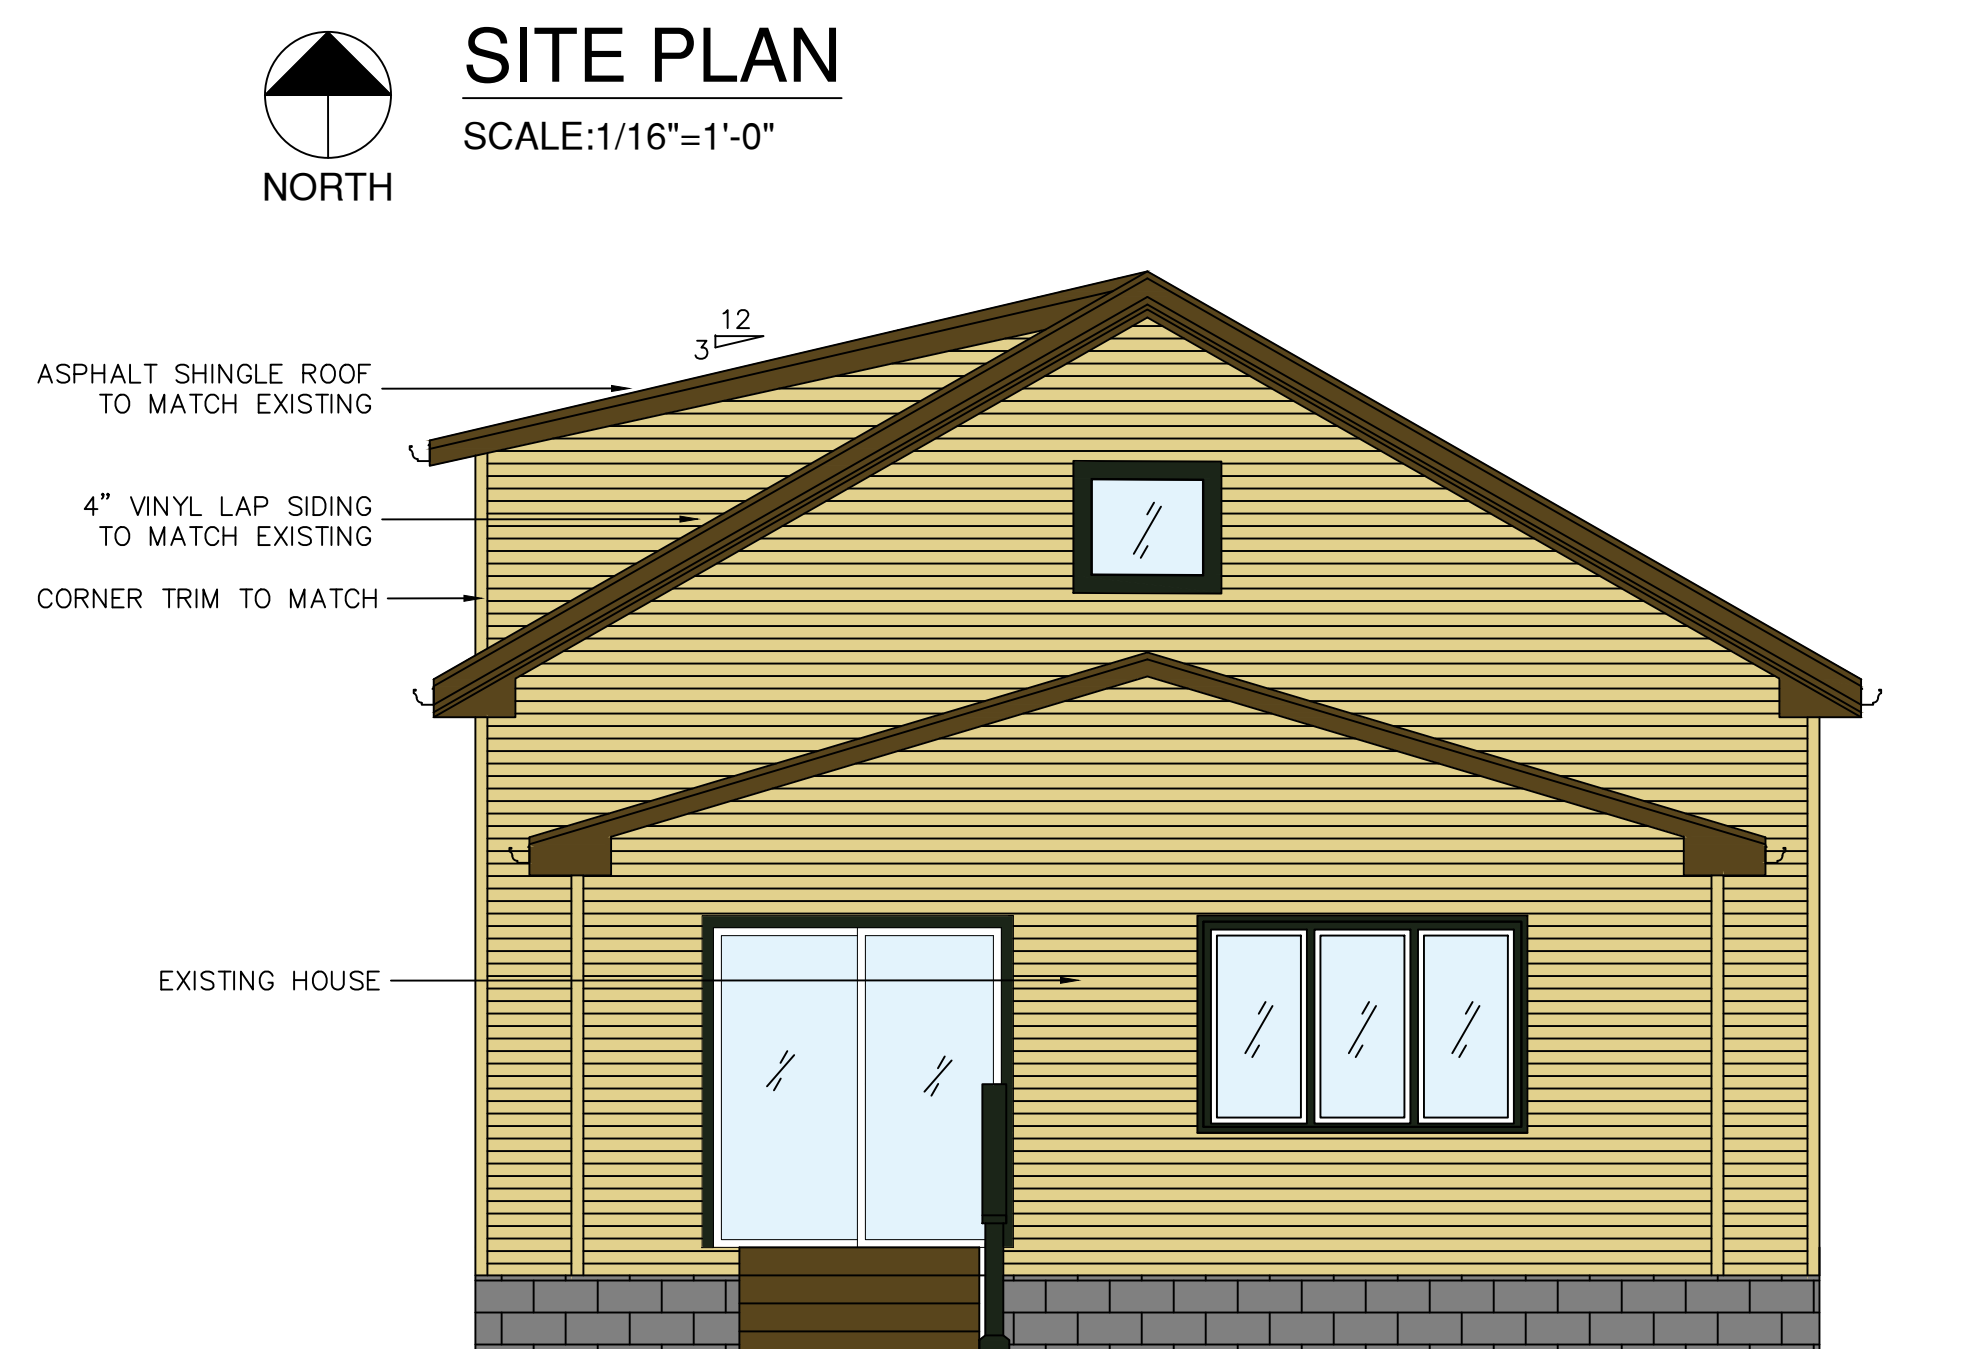 SITE PLAN
SCALE:1/16"=1'-0"
NORTH
12
3
ASPHALT SHINGLE ROOF
TO MATCH EXISTING
4” VINYL LAP SIDING
TO MATCH EXISTING
CORNER TRIM TO MATCH
EXISTING HOUSE